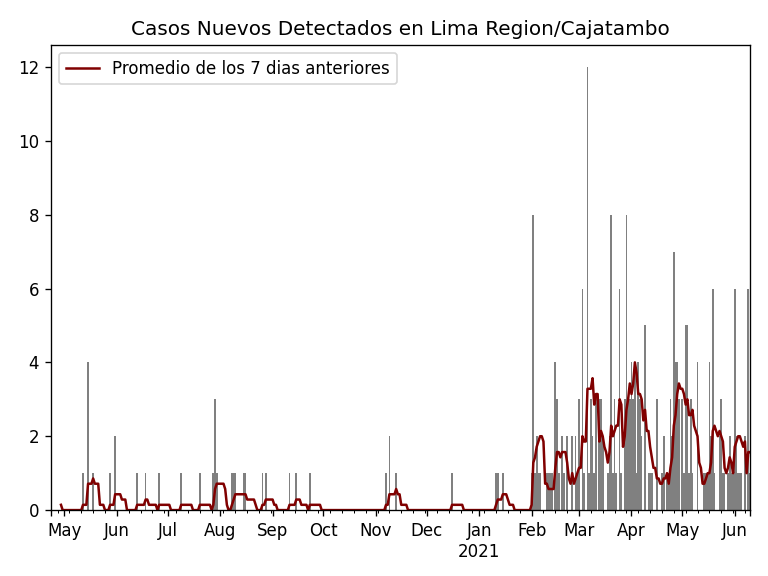 Casos Nuevos Detectados en Lima Region/Cajatambo
Promedio de los 7 dias anteriores
12
10
8
6
4
2
0
May Jun Jul Aug Sep Oct Nov Dec Jan Feb Mar Apr May Jun
2021